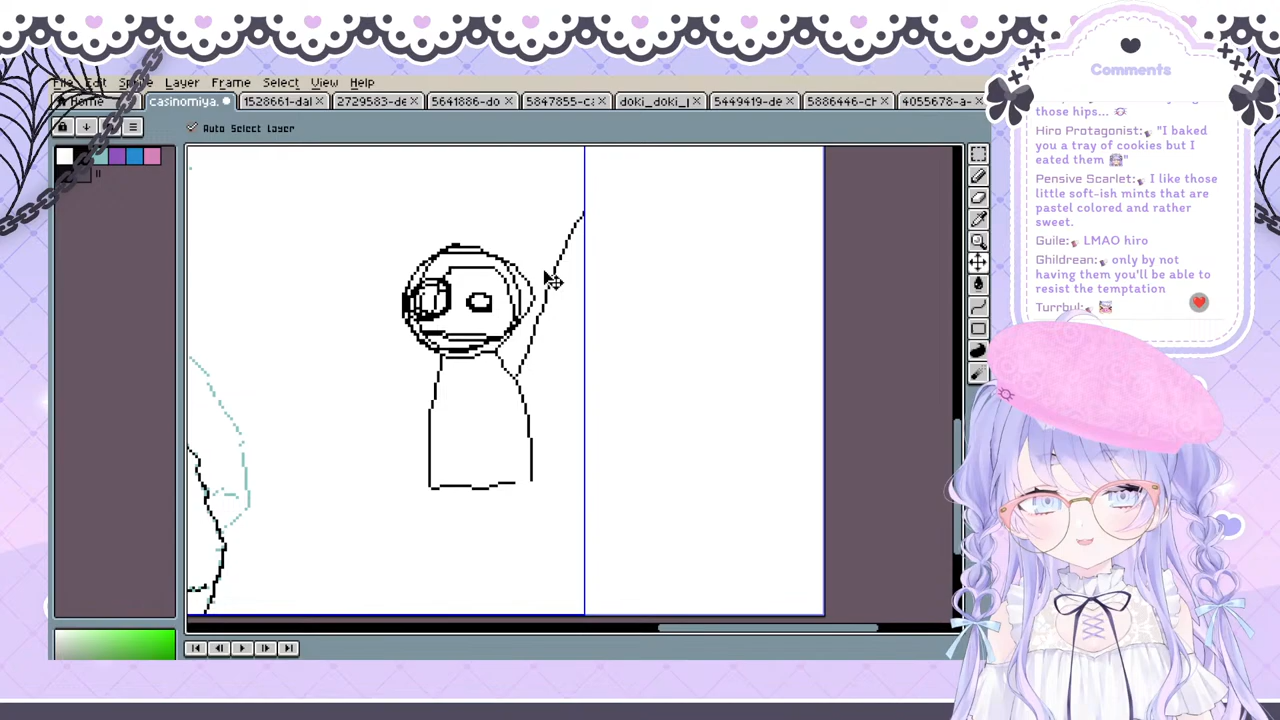 Comments
those hips...
Hiro Protagonist: "I baked
you a tray of cookies but I
eated them "
Pensive Scarlet: I like those
little soft-ish mints that are
pastel colored and rather
sweet.
Guile: LMAO hiro
Ghildrean: only by not
having them you'll be able to
resist the temptation
Turrbul:
File Edit Sprite Layer Frame Select View Help
Home casinomiya. 1528661-dal 2729583-de 5641886-do 5847855-ca doki_doki_l 5449419-de 5886446-ch 4055678-a-
Auto Select Layer